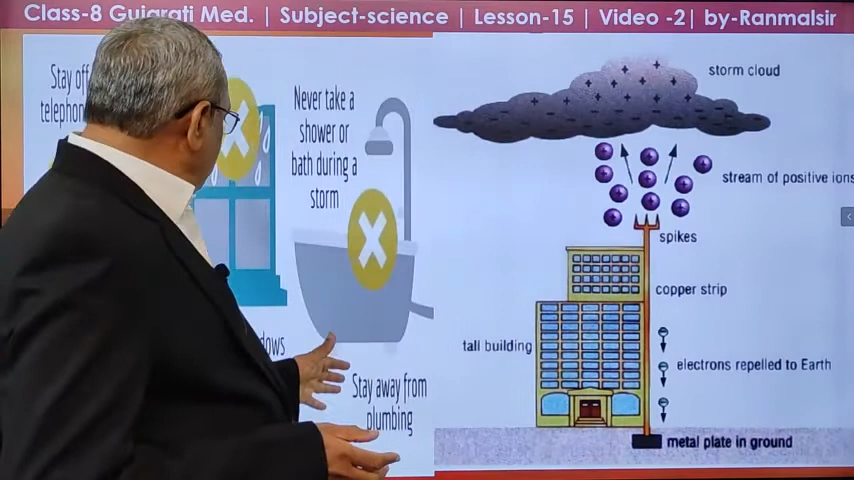 Class-8 Gujarati Med. | Subject-science | Lesson-15 | Video -2| by-Ranmalsir
Stay off
Never take a
shower or
bath during a
storm
Stay away from
plumbing
storm cloud
stream of positive ions
spikes
copper strip
tall building
electrons repelled to Earth
metal plate in ground